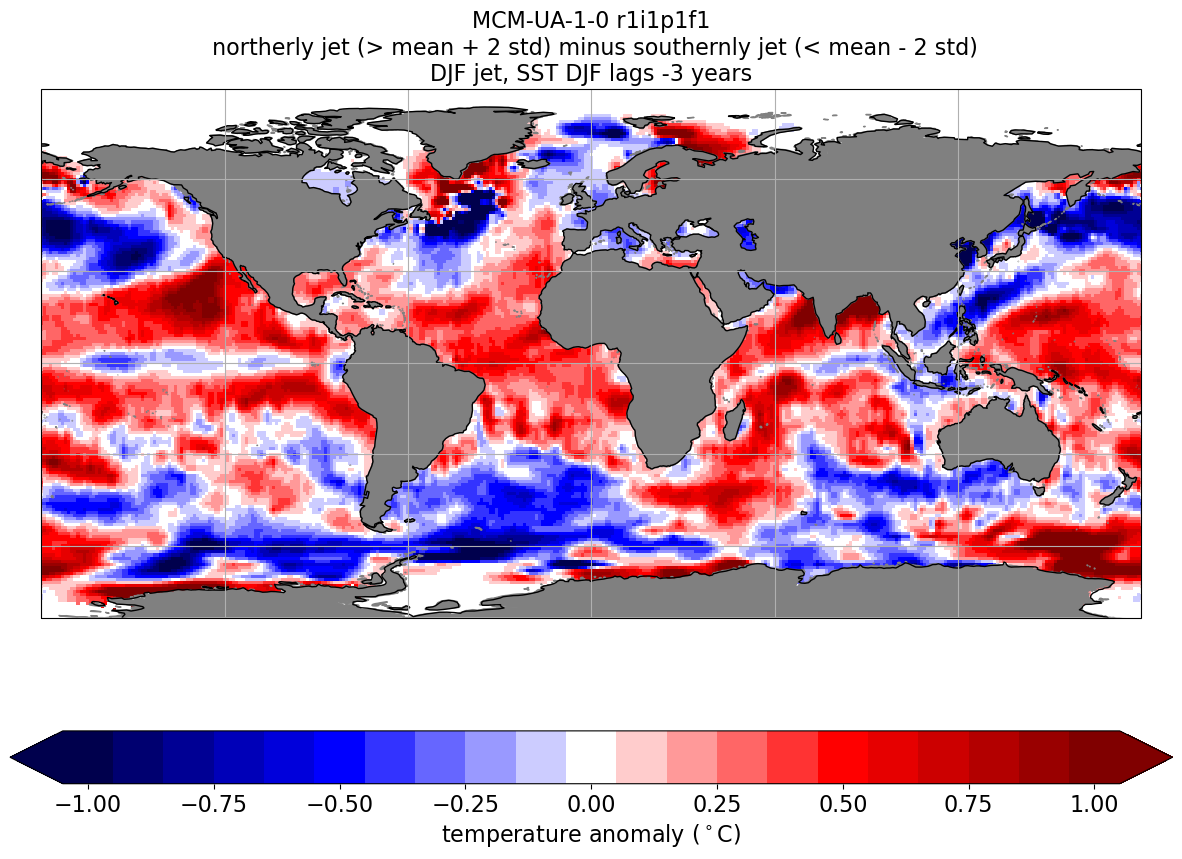 MCM-UA-1-0 r1i1p1f1
northerly jet (> mean + 2 std) minus southernly jet (< mean - 2 std)
DJF jet, SST DJF lags -3 years
−1.00 −0.75 −0.50 −0.25 0.00 0.25 0.50 0.75 1.00
temperature anomaly (°C)